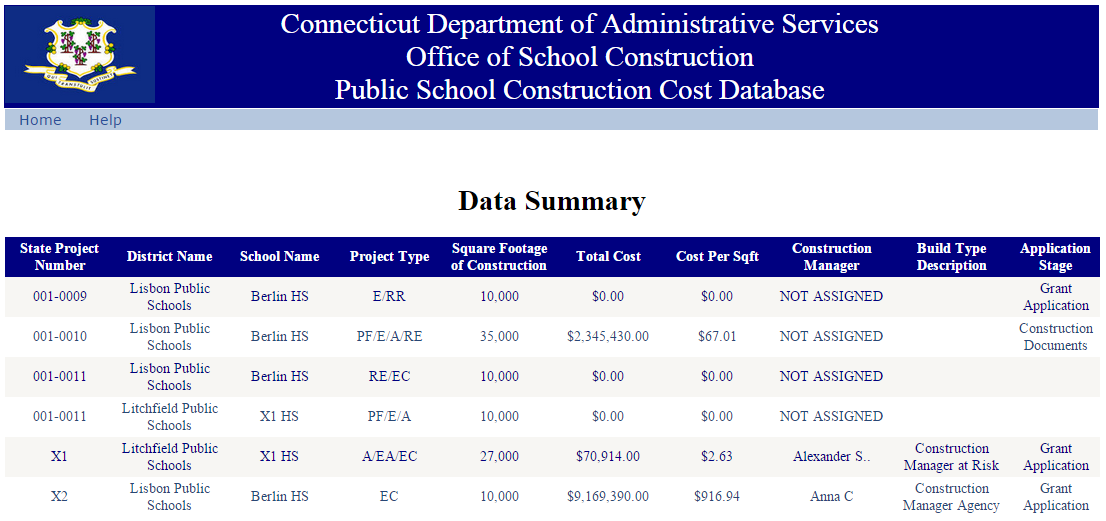 Connecticut Department of Administrative Services
Office of School Construction
Public School Construction Cost Database
Home Help
Data Summary
State Project Number District Name School Name Project Type Square Footage of Construction Total Cost Cost Per Sqft Construction Manager Build Type Description Application Stage
001-0009 Lisbon Public Schools Berlin HS E/RR 10,000 $0.00 $0.00 NOT ASSIGNED Grant Application
001-0010 Lisbon Public Schools Berlin HS PF/E/A/RE 35,000 $2,345,430.00 $67.01 NOT ASSIGNED Construction Documents
001-0011 Lisbon Public Schools Berlin HS RE/EC 10,000 $0.00 $0.00 NOT ASSIGNED
001-0011 Litchfield Public Schools X1 HS PF/E/A 10,000 $0.00 $0.00 NOT ASSIGNED
X1 Litchfield Public Schools X1 HS A/EA/EC 27,000 $70,914.00 $2.63 Alexander S.. Construction Manager at Risk Grant Application
X2 Lisbon Public Schools Berlin HS EC 10,000 $9,169,390.00 $916.94 Anna C Construction Manager Agency Grant Application